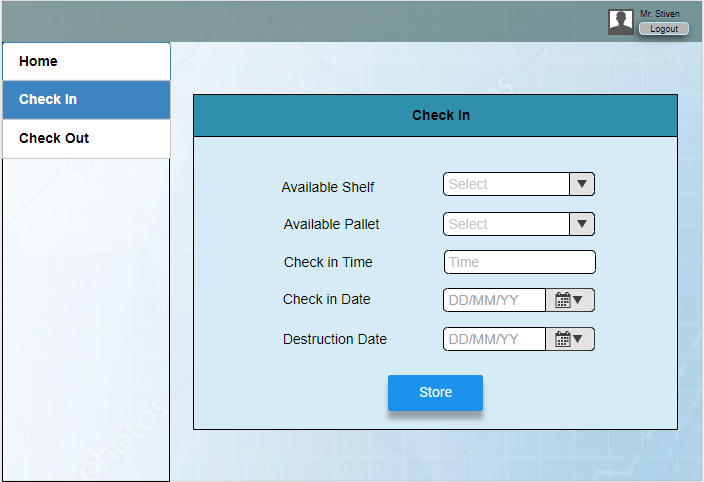 Mr. Stiven
Logout
Home
Check In
Check Out
Check In
Available Shelf
Select
Available Pallet
Select
Check in Time
Time
Check in Date
DD/MM/YY
Destruction Date
DD/MM/YY
Store